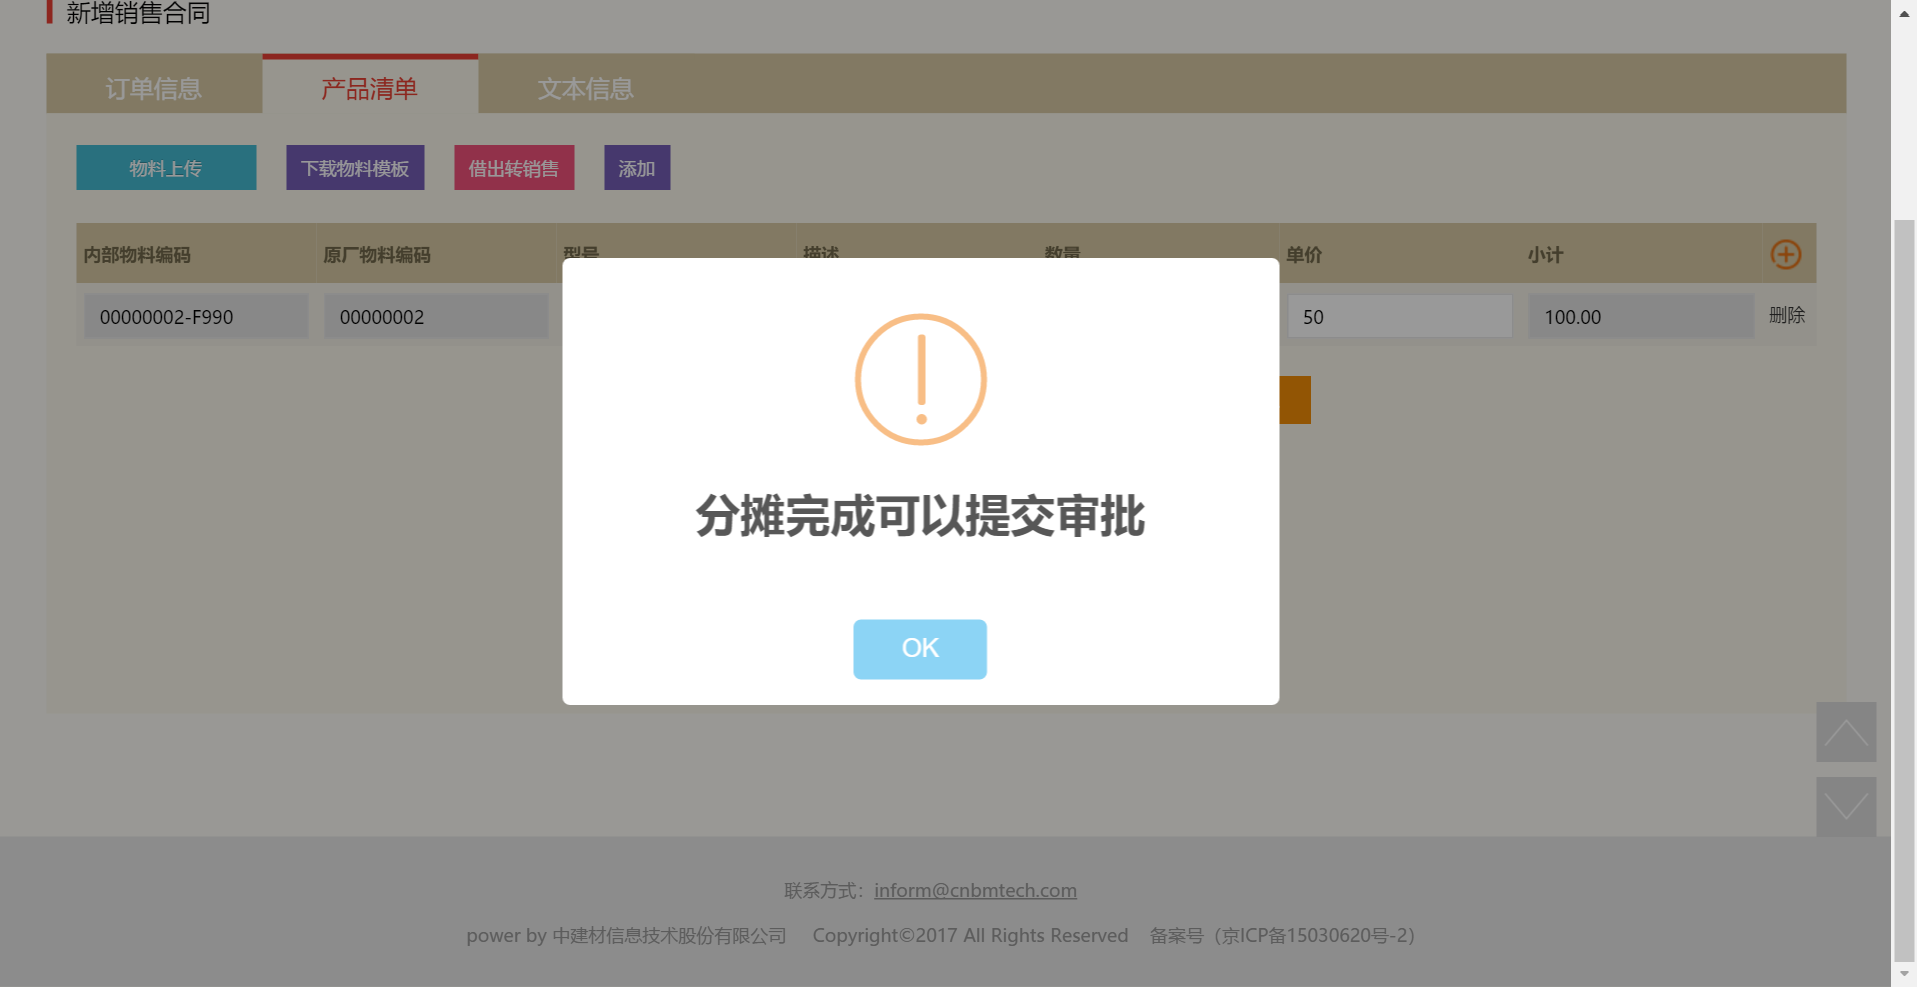 新增销售合同
订单信息 产品清单 文本信息
物料上传 下载物料模板 借出转销售 添加
内部物料编码 原厂物料编码 型号 描述 数量 单价 小计
00000002-F990 00000002 50 100.00 删除
分摊完成可以提交审批
OK
联系方式：inform@cnbmtech.com
power by 中建材信息技术股份有限公司 Copyright©2017 All Rights Reserved 备案号（京ICP备15030620号-2）